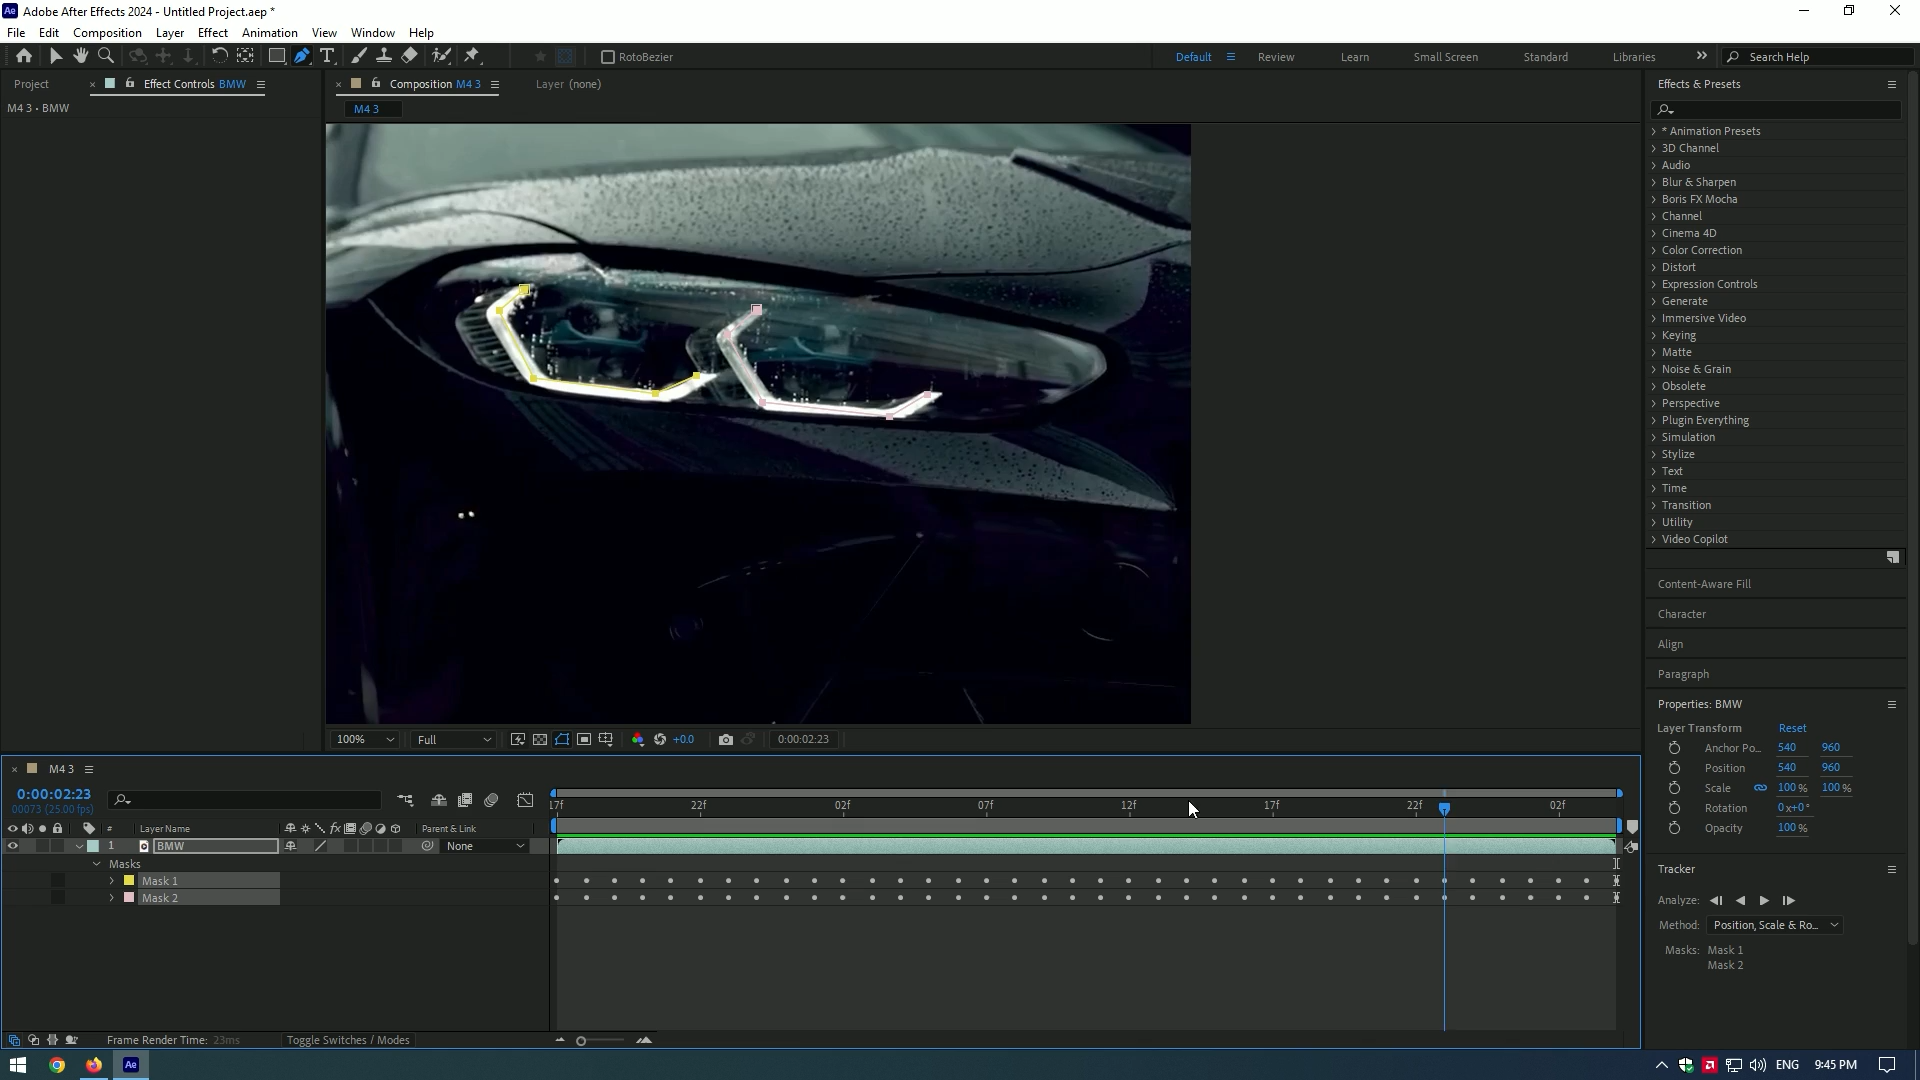 Ae Adobe After Effects 2024 - Untitled Project.aep *
File Edit Composition Layer Effect Animation View Window Help
RotoBezier
Default Review Learn Small Screen Standard Libraries Search Help
Project Effect Controls BMW
M4 3 • BMW
Composition M4 3 Layer (none)
M4 3
Effects & Presets
* Animation Presets
3D Channel
Audio
Blur & Sharpen
Boris FX Mocha
Channel
Cinema 4D
Color Correction
Distort
Expression Controls
Generate
Immersive Video
Keying
Matte
Noise & Grain
Obsolete
Perspective
Plugin Everything
Simulation
Stylize
Text
Time
Transition
Utility
Video Copilot
Content-Aware Fill
Character
Align
Paragraph
Properties: BMW
Layer Transform Reset
Anchor Po... 540 960
Position 540 960
Scale 100 % 100 %
Rotation 0x+0°
Opacity 100 %
Tracker
Analyze:
Method: Position, Scale & Ro...
Masks: Mask 1
Mask 2
100% Full +0.0 0:00:02:23
M4 3
0:00:02:23
00073 (25.00 fps)
17f 22f 02f 07f 12f 17f 22f 02f
# Layer Name fx Parent & Link
1 BMW None
Masks
Mask 1
Mask 2
Frame Render Time: 23ms Toggle Switches / Modes
Ae ENG 9:45 PM